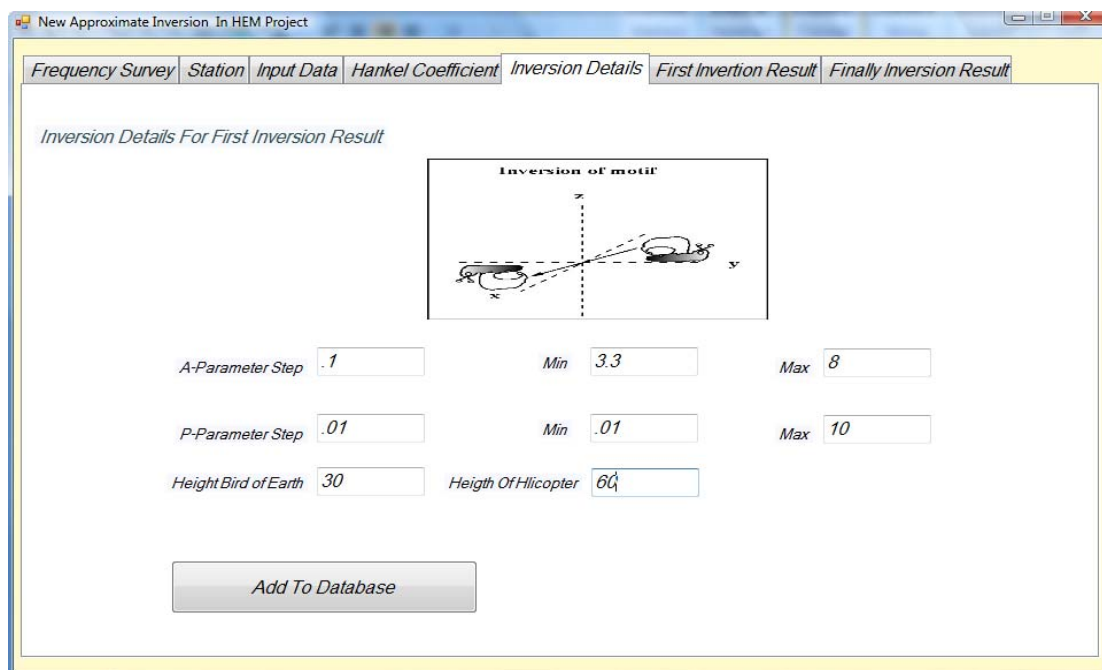 New Approximate Inversion In HEM Project
Frequency Survey Station Input Data Hankel Coefficient Inversion Details First Invertion Result Finally Inversion Result
Inversion Details For First Inversion Result
Inversion of motif
z
y
x
A-Parameter Step .1 Min 3.3 Max 8
P-Parameter Step .01 Min .01 Max 10
Height Bird of Earth 30 Heigth Of Hlicopter 60
Add To Database